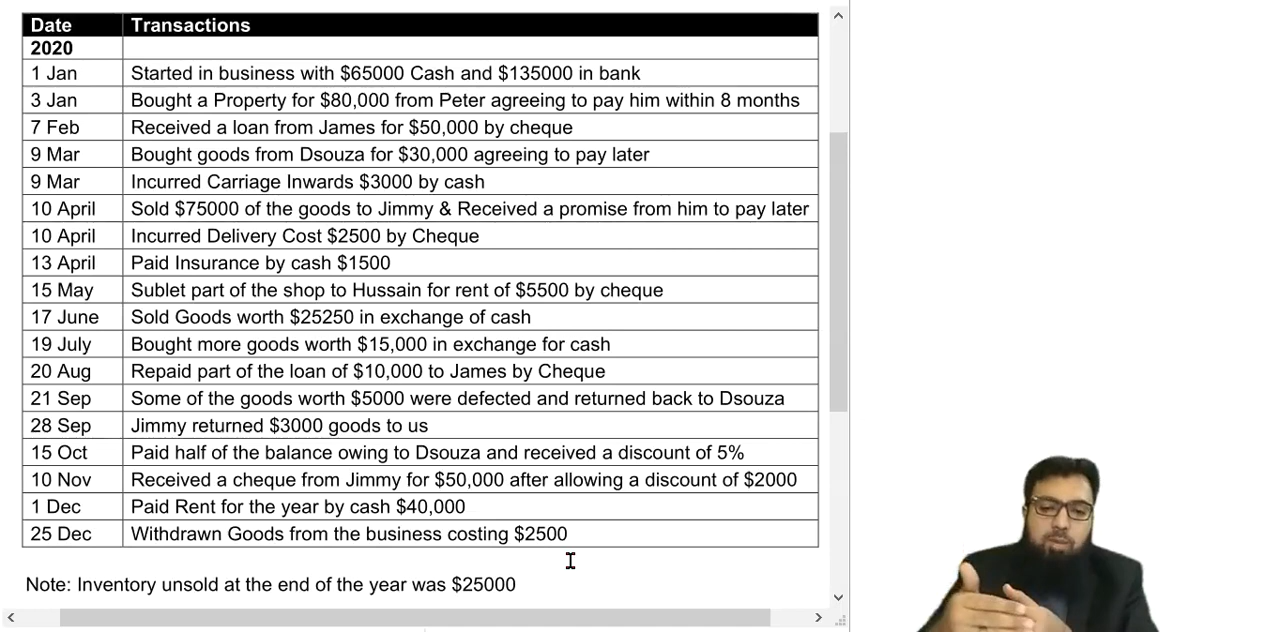 Date Transactions
2020
1 Jan Started in business with $65000 Cash and $135000 in bank
3 Jan Bought a Property for $80,000 from Peter agreeing to pay him within 8 months
7 Feb Received a loan from James for $50,000 by cheque
9 Mar Bought goods from Dsouza for $30,000 agreeing to pay later
9 Mar Incurred Carriage Inwards $3000 by cash
10 April Sold $75000 of the goods to Jimmy & Received a promise from him to pay later
10 April Incurred Delivery Cost $2500 by Cheque
13 April Paid Insurance by cash $1500
15 May Sublet part of the shop to Hussain for rent of $5500 by cheque
17 June Sold Goods worth $25250 in exchange of cash
19 July Bought more goods worth $15,000 in exchange for cash
20 Aug Repaid part of the loan of $10,000 to James by Cheque
21 Sep Some of the goods worth $5000 were defected and returned back to Dsouza
28 Sep Jimmy returned $3000 goods to us
15 Oct Paid half of the balance owing to Dsouza and received a discount of 5%
10 Nov Received a cheque from Jimmy for $50,000 after allowing a discount of $2000
1 Dec Paid Rent for the year by cash $40,000
25 Dec Withdrawn Goods from the business costing $2500
Note: Inventory unsold at the end of the year was $25000